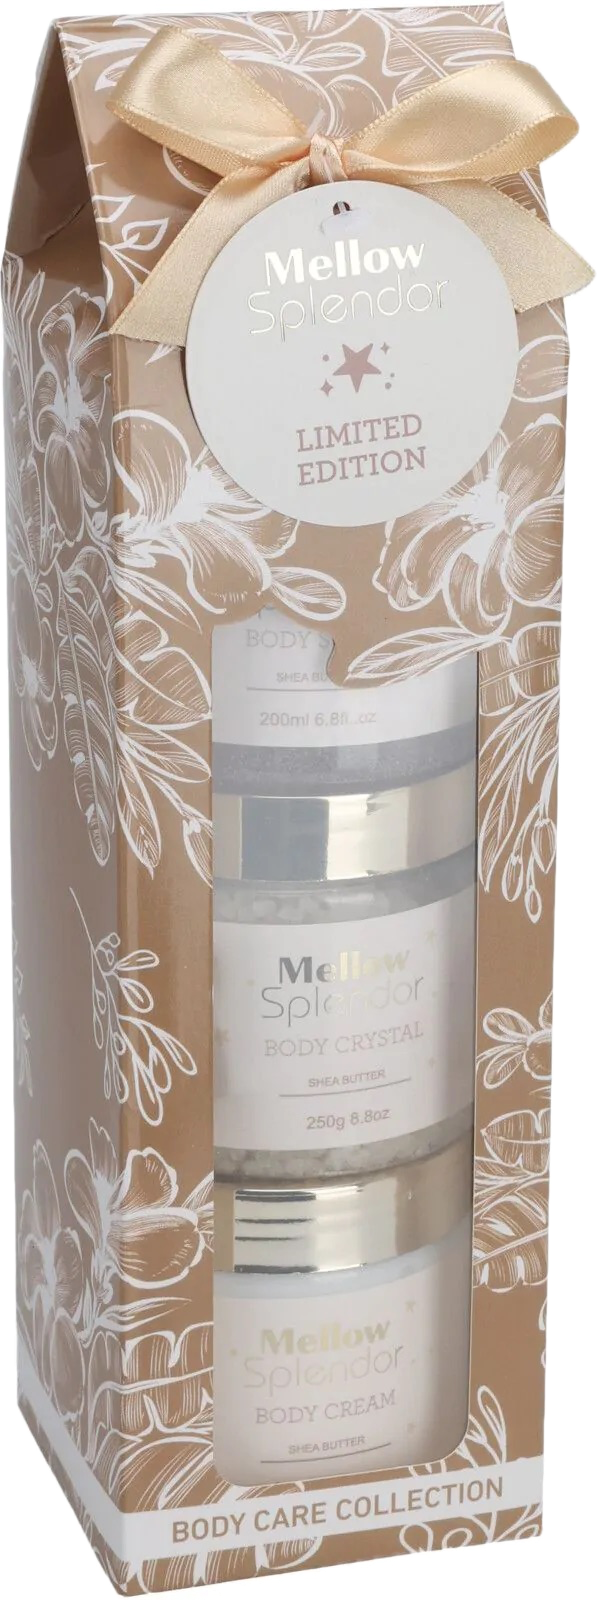 Mellow
Splendor
LIMITED
EDITION
BODY
SHEA
200ml 6.8fl.oz
Mellow
Splendor
BODY CRYSTAL
SHEA BUTTER
250g 8.8oz
Mellow
Splendor
BODY CREAM
SHEA BUTTER
BODY CARE COLLECTION